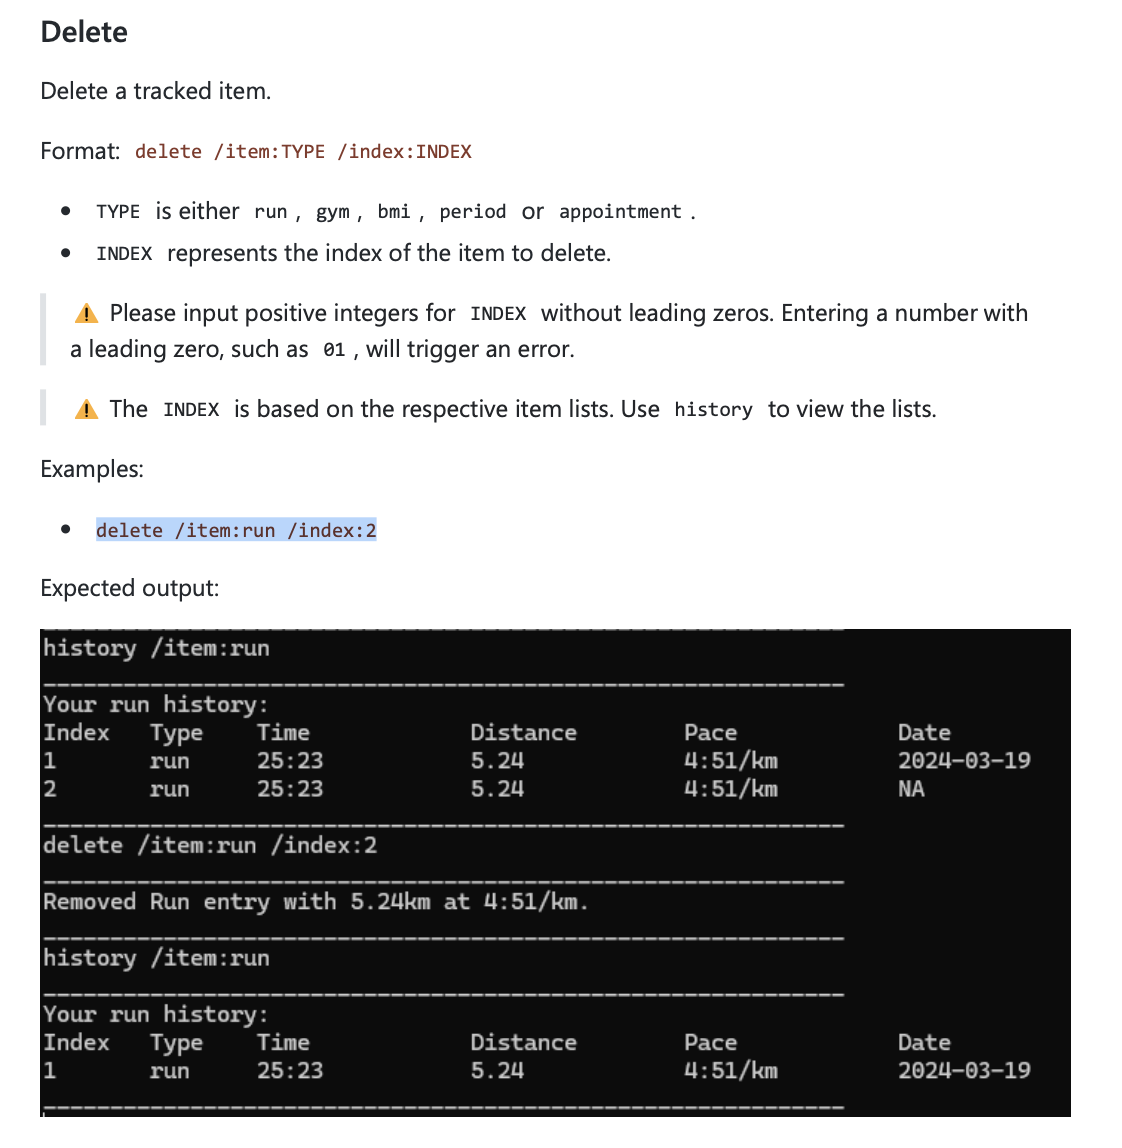 Delete
Delete a tracked item.
Format: delete /item:TYPE /index:INDEX
• TYPE is either run , gym , bmi , period or appointment .
• INDEX represents the index of the item to delete.
⚠️ Please input positive integers for INDEX without leading zeros. Entering a number with
a leading zero, such as 01 , will trigger an error.
⚠️ The INDEX is based on the respective item lists. Use history to view the lists.
Examples:
• delete /item:run /index:2
Expected output:
history /item:run
Your run history:
Index Type Time Distance Pace Date
1 run 25:23 5.24 4:51/km 2024-03-19
2 run 25:23 5.24 4:51/km NA
delete /item:run /index:2
Removed Run entry with 5.24km at 4:51/km.
history /item:run
Your run history:
Index Type Time Distance Pace Date
1 run 25:23 5.24 4:51/km 2024-03-19